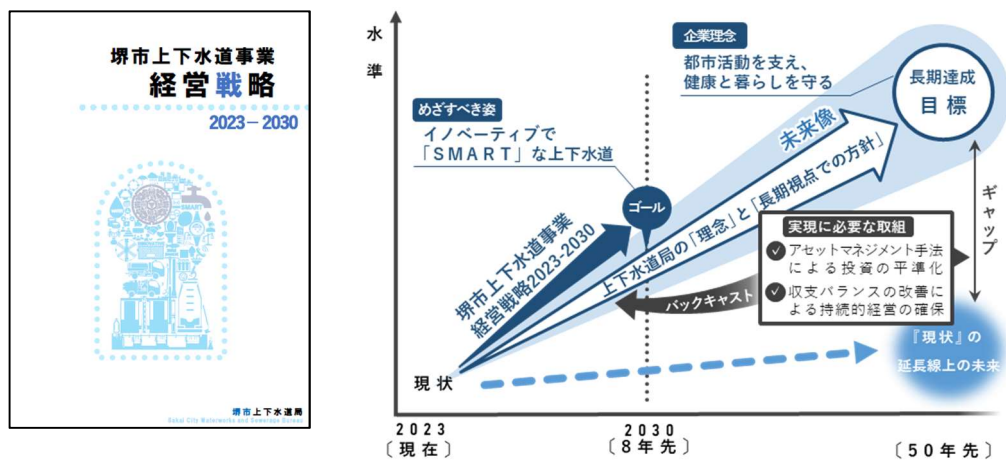 堺市上下水道事業
経営戦略
2023−2030
SMART
堺市上下水道局
Sakai City Waterworks and Sewerage Bureau
水準
企業理念
都市活動を支え、
健康と暮らしを守る
長期達成
目標
めざすべき姿
イノベーティブで
「SMART」な上下水道
未来像
ゴール
堺市上下水道事業
経営戦略2023-2030
上下水道局の「理念」と「長期視点での方針」
ギャップ
実現に必要な取組
アセットマネジメント手法
による投資の平準化
収支バランスの改善に
よる持続的経営の確保
バックキャスト
『現状』の
延長線上の未来
現状
2023
〔現在〕
2030
〔8年先〕
〔50年先〕